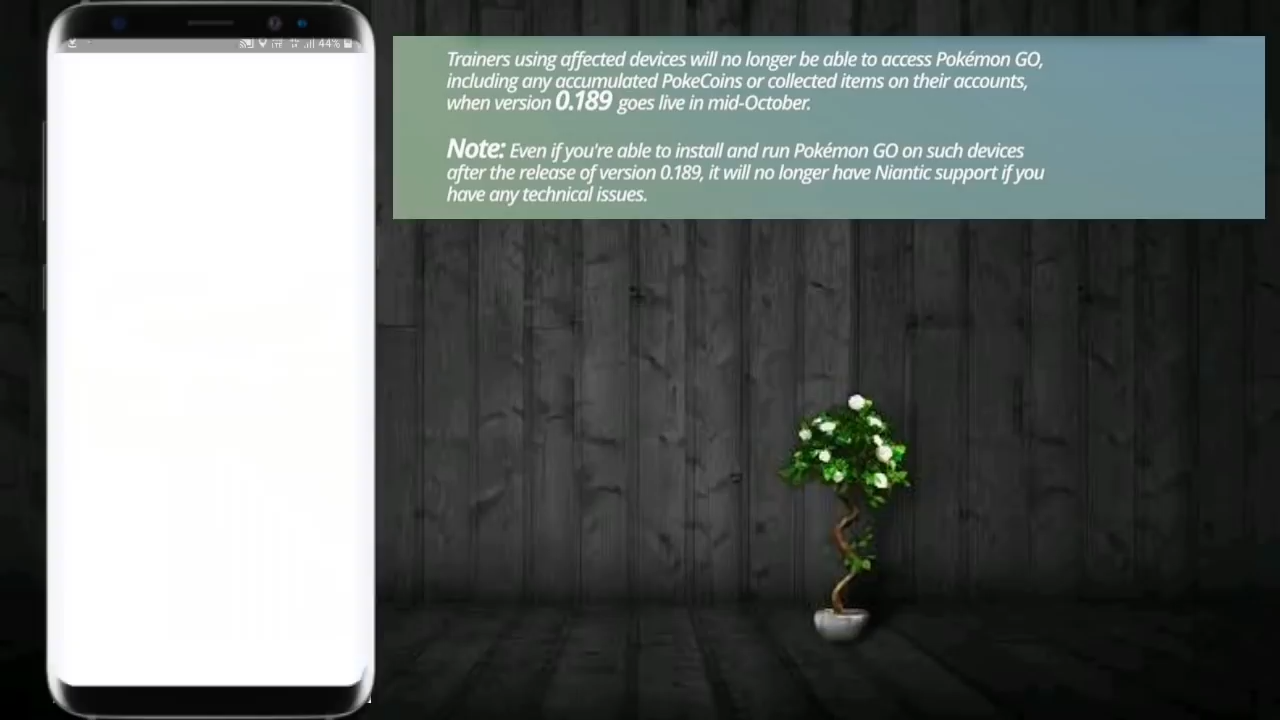 44%
Trainers using affected devices will no longer be able to access Pokémon GO,
including any accumulated PokeCoins or collected items on their accounts,
when version 0.189 goes live in mid-October.
Note: Even if you're able to install and run Pokémon GO on such devices
after the release of version 0.189, it will no longer have Niantic support if you
have any technical issues.